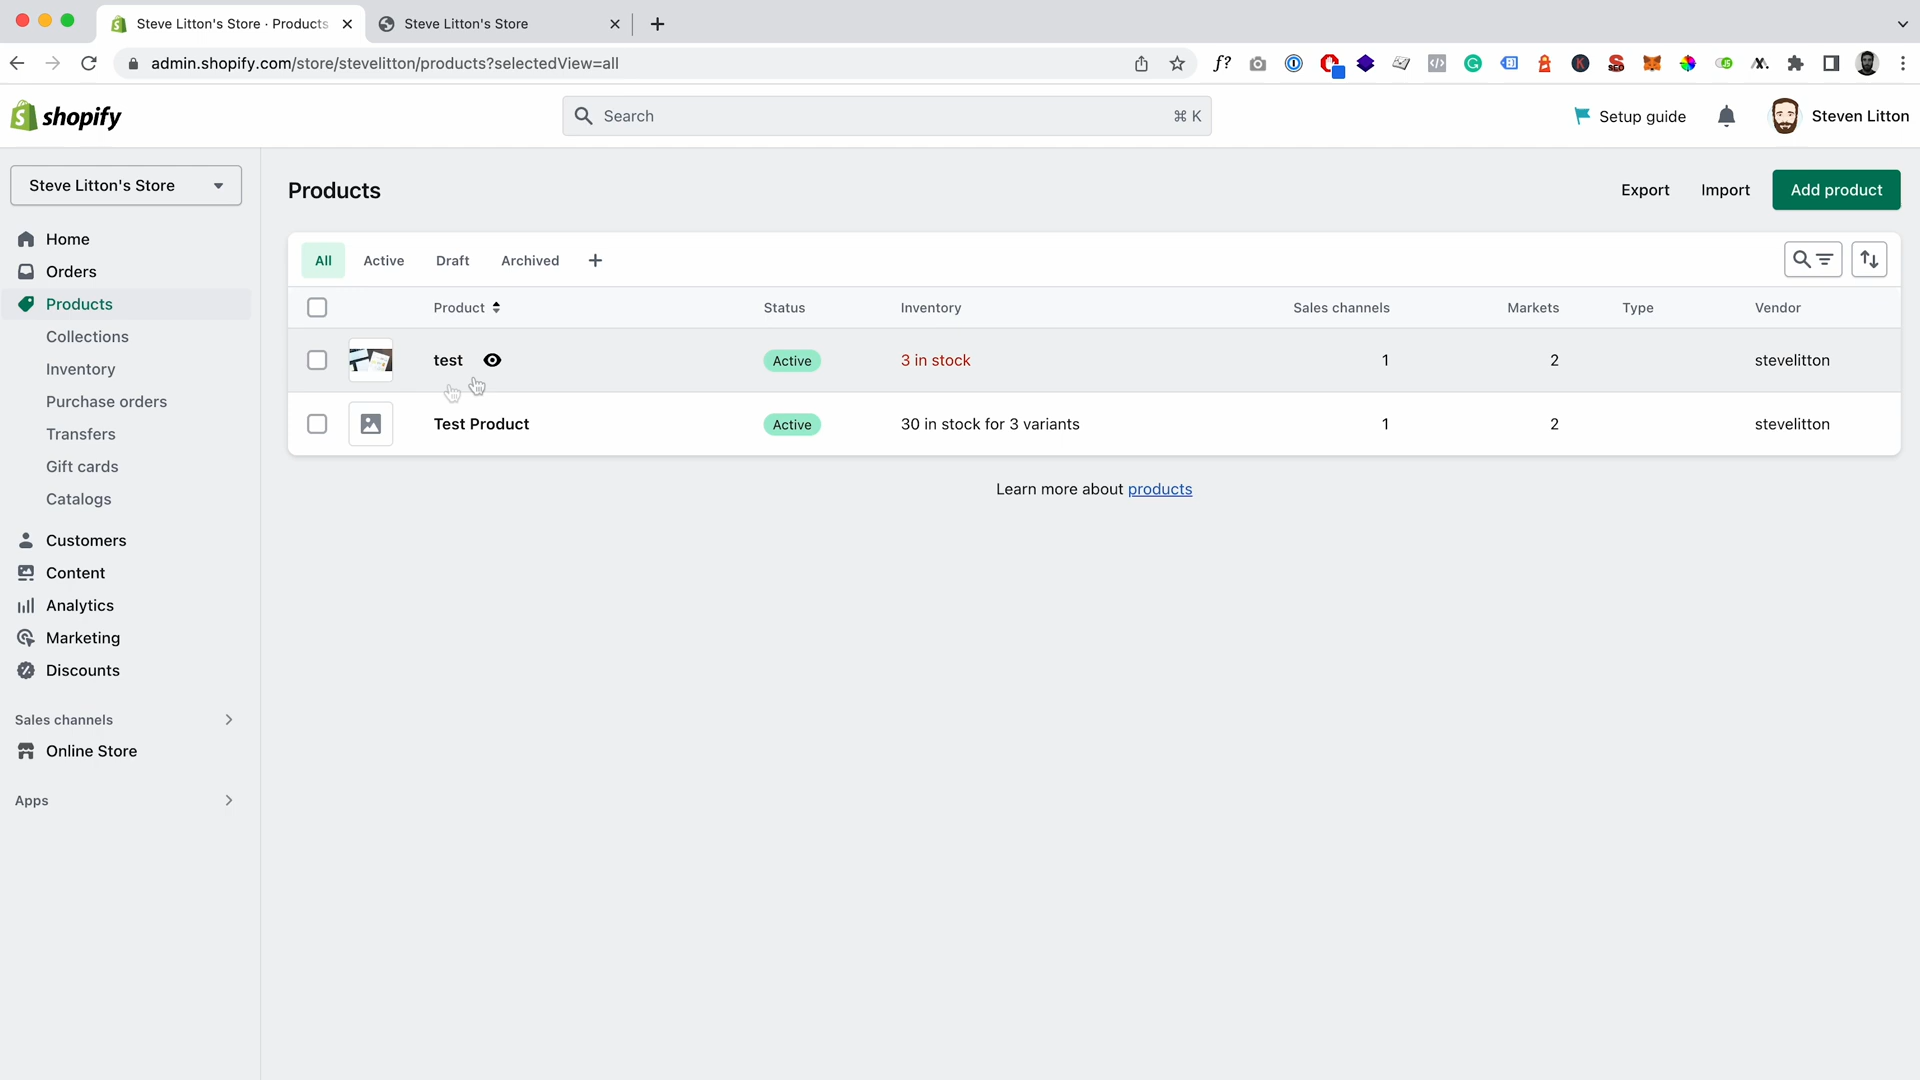 Steve Litton's Store · Products
Steve Litton's Store
admin.shopify.com/store/stevelitton/products?selectedView=all
shopify
Search
⌘ K
Setup guide
Steven Litton
Steve Litton's Store
Products
Export
Import
Add product
Home
Orders
Products
Collections
Inventory
Purchase orders
Transfers
Gift cards
Catalogs
Customers
Content
Analytics
Marketing
Discounts
Sales channels
Online Store
Apps
All Active Draft Archived
Product Status Inventory Sales channels Markets Type Vendor
test Active 3 in stock 1 2 stevelitton
Test Product Active 30 in stock for 3 variants 1 2 stevelitton
Learn more about products